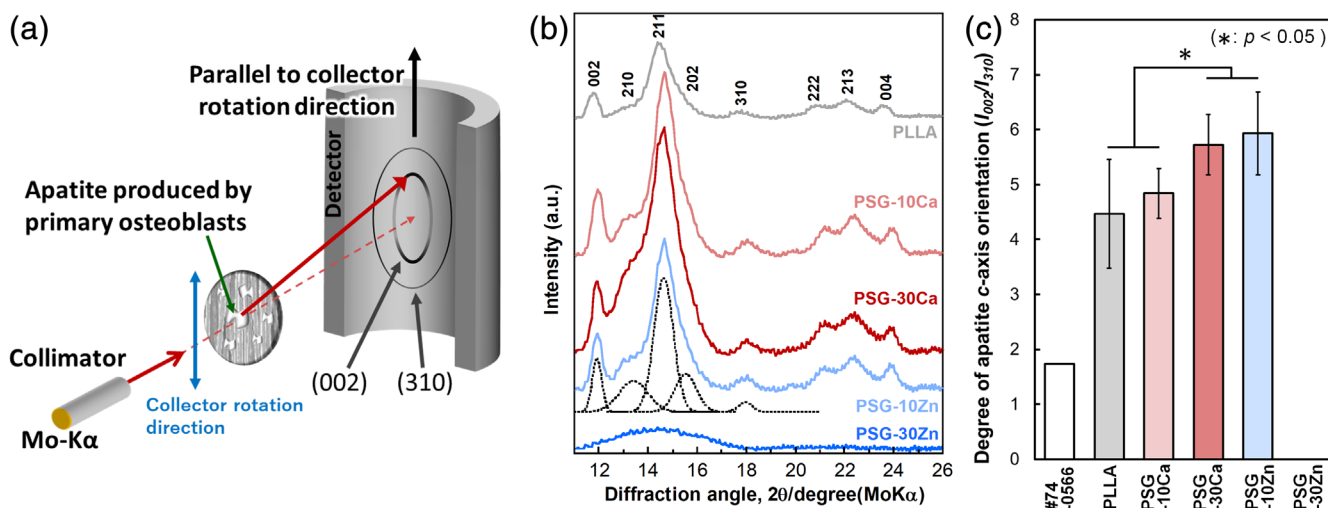 (a)
Parallel to collector
rotation direction
Detector
Apatite produced by
primary osteoblasts
Collimator
Mo-Kα
Collector rotation
direction
(002)
(310)
(b)
Intensity (a.u.)
002
210
211
202
310
222
213
004
PLLA
PSG-10Ca
PSG-30Ca
PSG-10Zn
PSG-30Zn
12 14 16 18 20 22 24 26
Diffraction angle, 2θ/degree(MoKα)
(c)
Degree of apatite c-axis orientation (I002/I310)
(*: p < 0.05 )
*
8
7
6
5
4
3
2
1
0
#74
-0566
PLLA
PSG
-10Ca
PSG
-30Ca
PSG
-10Zn
PSG
-30Zn